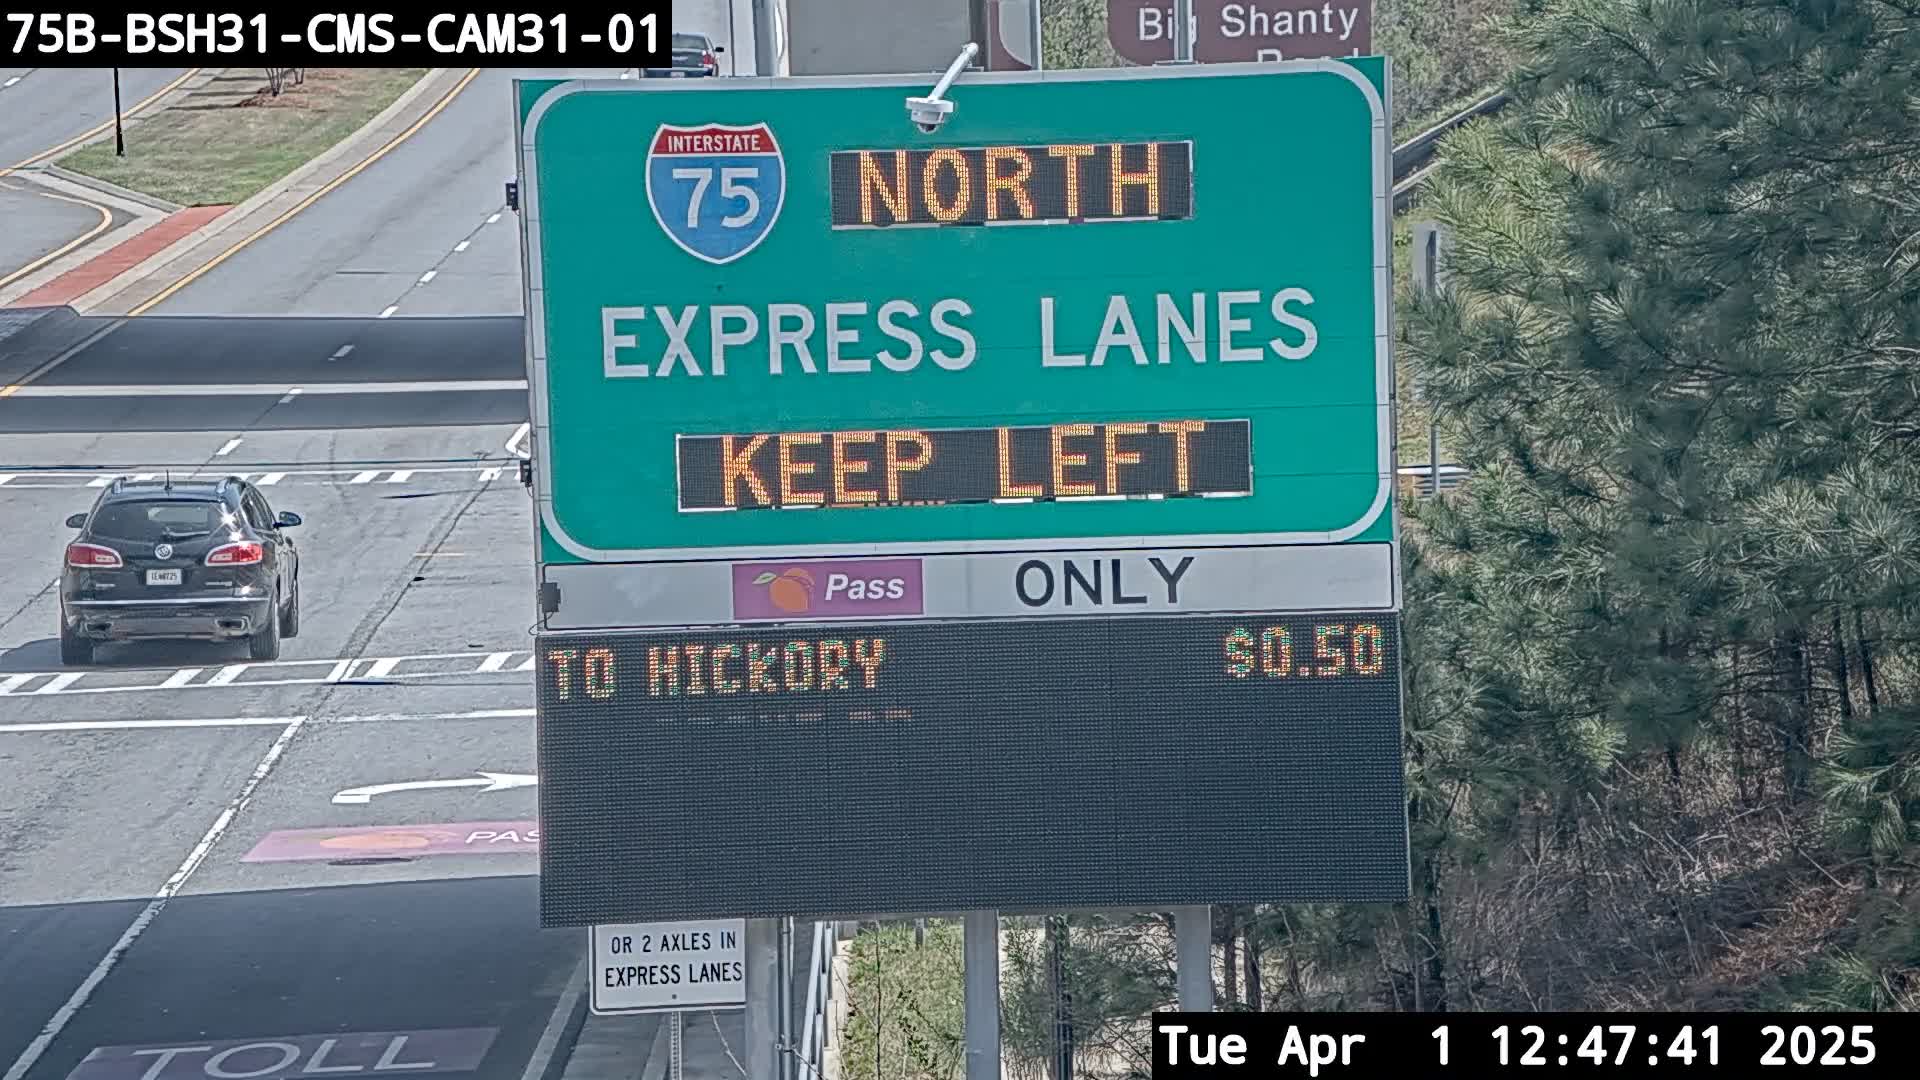 75B-BSH31-CMS-CAM31-01
Big Shanty
INTERSTATE
75
NORTH
EXPRESS LANES
KEEP LEFT
Pass ONLY
TO HICKORY $0.50
OR 2 AXLES IN
EXPRESS LANES
TOLL
Tue Apr 1 12:47:41 2025